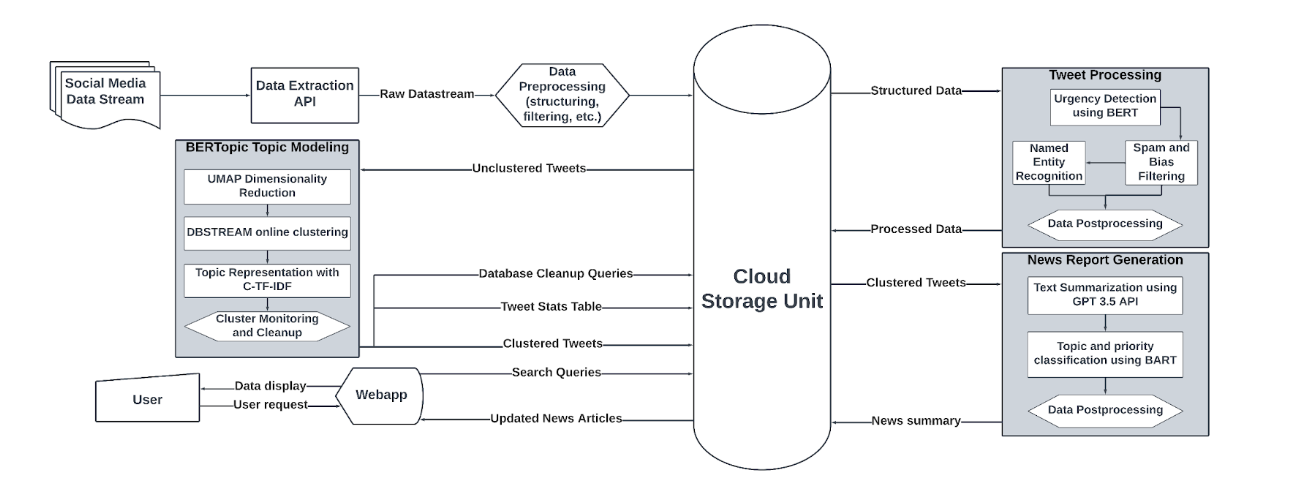 Social Media
Data Stream
Data Extraction
API
Raw Datastream
Data
Preprocessing
(structuring,
filtering, etc.)
Structured Data
Tweet Processing
Urgency Detection
using BERT
Named
Entity
Recognition
Spam and
Bias
Filtering
Data Postprocessing
Processed Data
BERTopic Topic Modeling
UMAP Dimensionality
Reduction
DBSTREAM online clustering
Topic Representation with
C-TF-IDF
Cluster Monitoring
and Cleanup
Unclustered Tweets
Database Cleanup Queries
Tweet Stats Table
Clustered Tweets
Cloud
Storage Unit
Clustered Tweets
News Report Generation
Text Summarization using
GPT 3.5 API
Topic and priority
classification using BART
Data Postprocessing
News summary
User
Data display
User request
Webapp
Search Queries
Updated News Articles